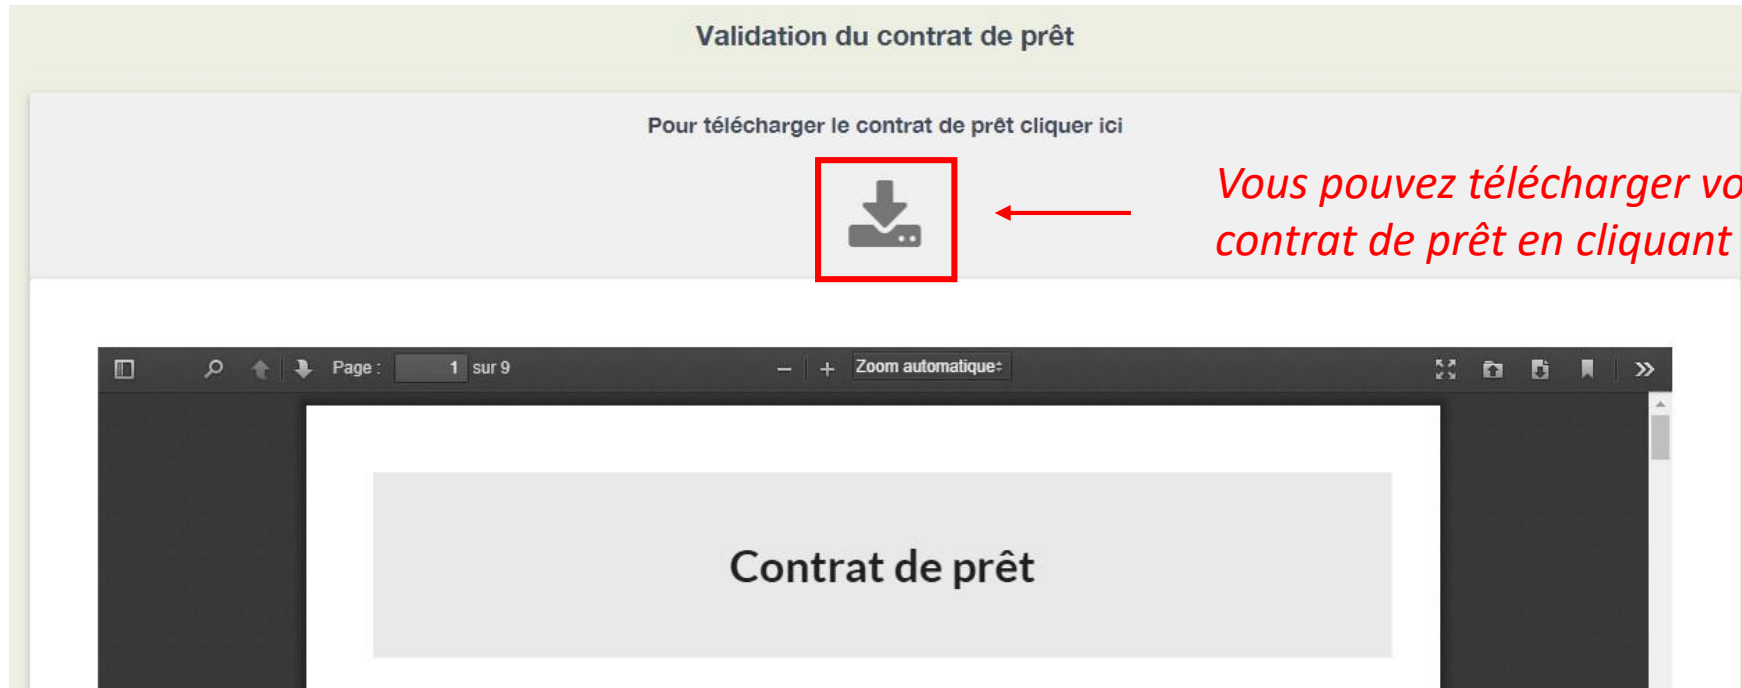 Validation du contrat de prêt
Pour télécharger le contrat de prêt cliquer ici
Vous pouvez télécharger vo
contrat de prêt en cliquant
Page : 1 sur 9 Zoom automatique
Contrat de prêt